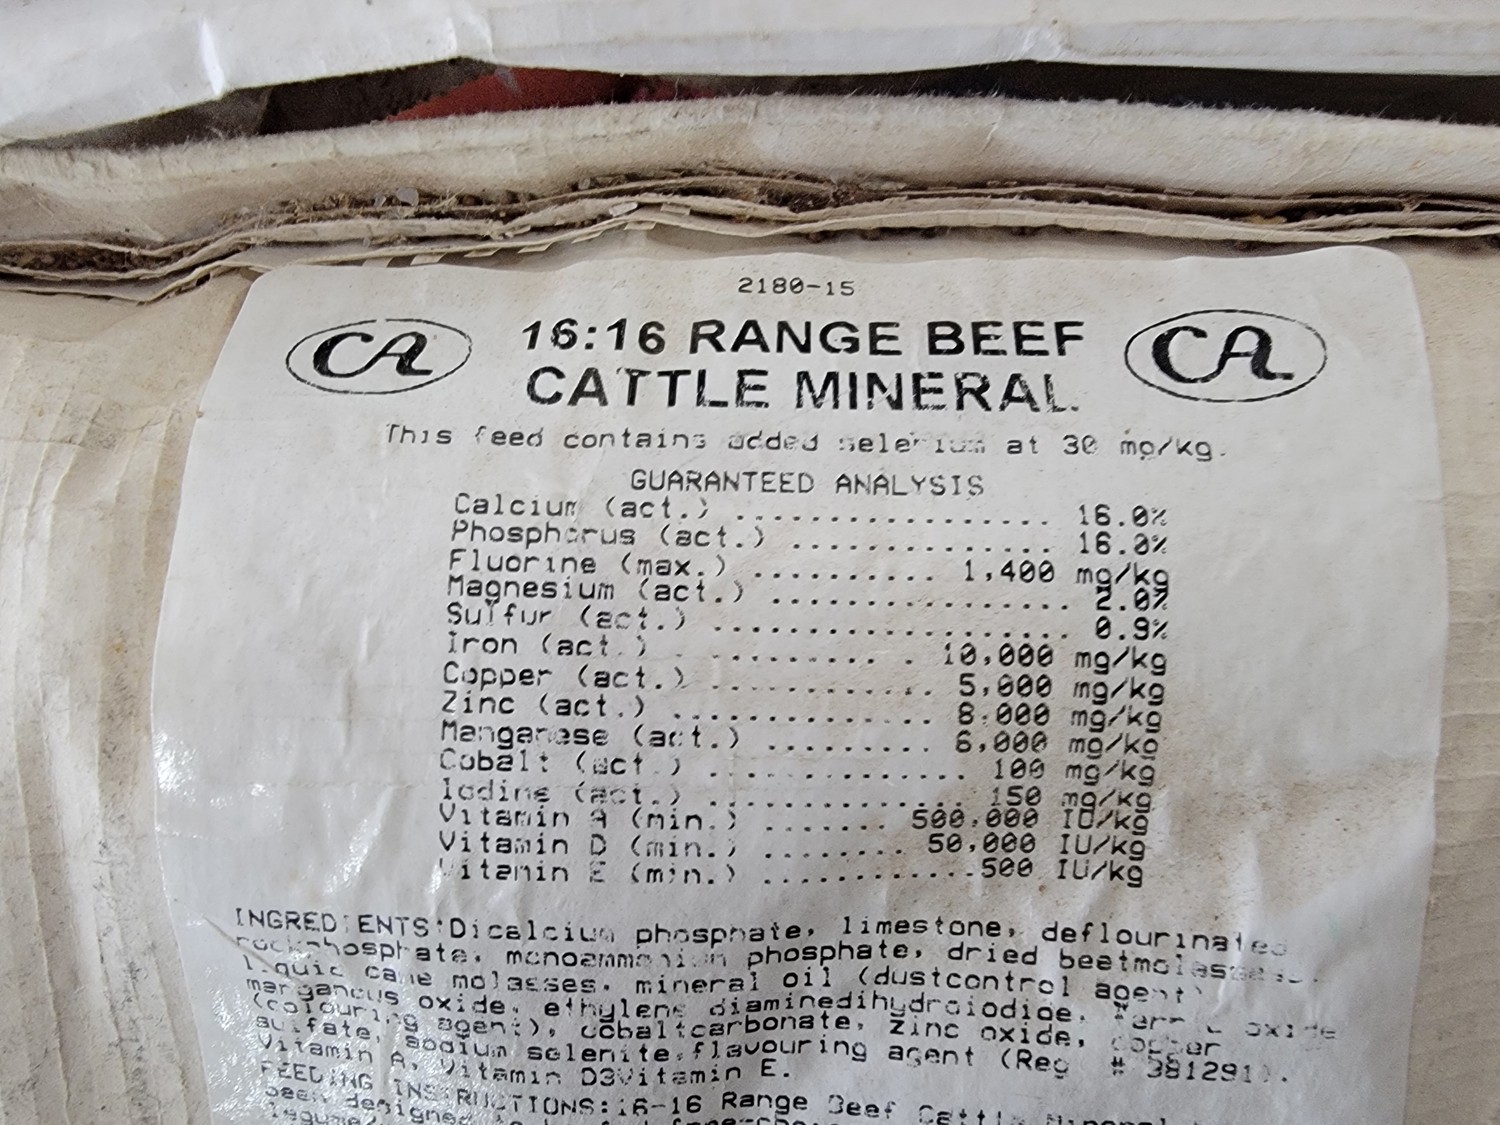 2180-15
CA 16:16 RANGE BEEF CA
CATTLE MINERAL
This feed contains added selenium at 30 mg/kg.
GUARANTEED ANALYSIS
Calcium (act.) ................. 16.0%
Phosphorus (act.) .............. 16.0%
Fluorine (max.) .......... 1,400 mg/kg
Magnesium (act.) ................ 2.0%
Sulfur (act.) ................... 0.9%
Iron (act.) .......... 10,000 mg/kg
Copper (act.) ............ 5,000 mg/kg
Zinc (act.) .............. 8,000 mg/kg
Manganese (act.) ......... 6,000 mg/kg
Cobalt (act.) .............. 100 mg/kg
Iodine (act.) .............. 150 mg/kg
Vitamin A (min.) ....... 500,000 IU/kg
Vitamin D (min.) ........ 50,000 IU/kg
Vitamin E (min.) ............500 IU/kg
INGREDIENTS:Dicalcium phosphate, limestone, deflourinated
rockphosphate, monoammonium phosphate, dried beetmolasses,
liquid cane molasses, mineral oil (dustcontrol agent)
manganous oxide, ethylene diaminedihydroiodide, ferric oxide
(colouring agent), cobaltcarbonate, zinc oxide, copper
sulfate, sodium selenite,flavouring agent (Reg # 381291).
Vitamin A, Vitamin D3Vitamin E.
FEEDING INSTRUCTIONS:16-16 Range Beef Cattle Mineral
been designed